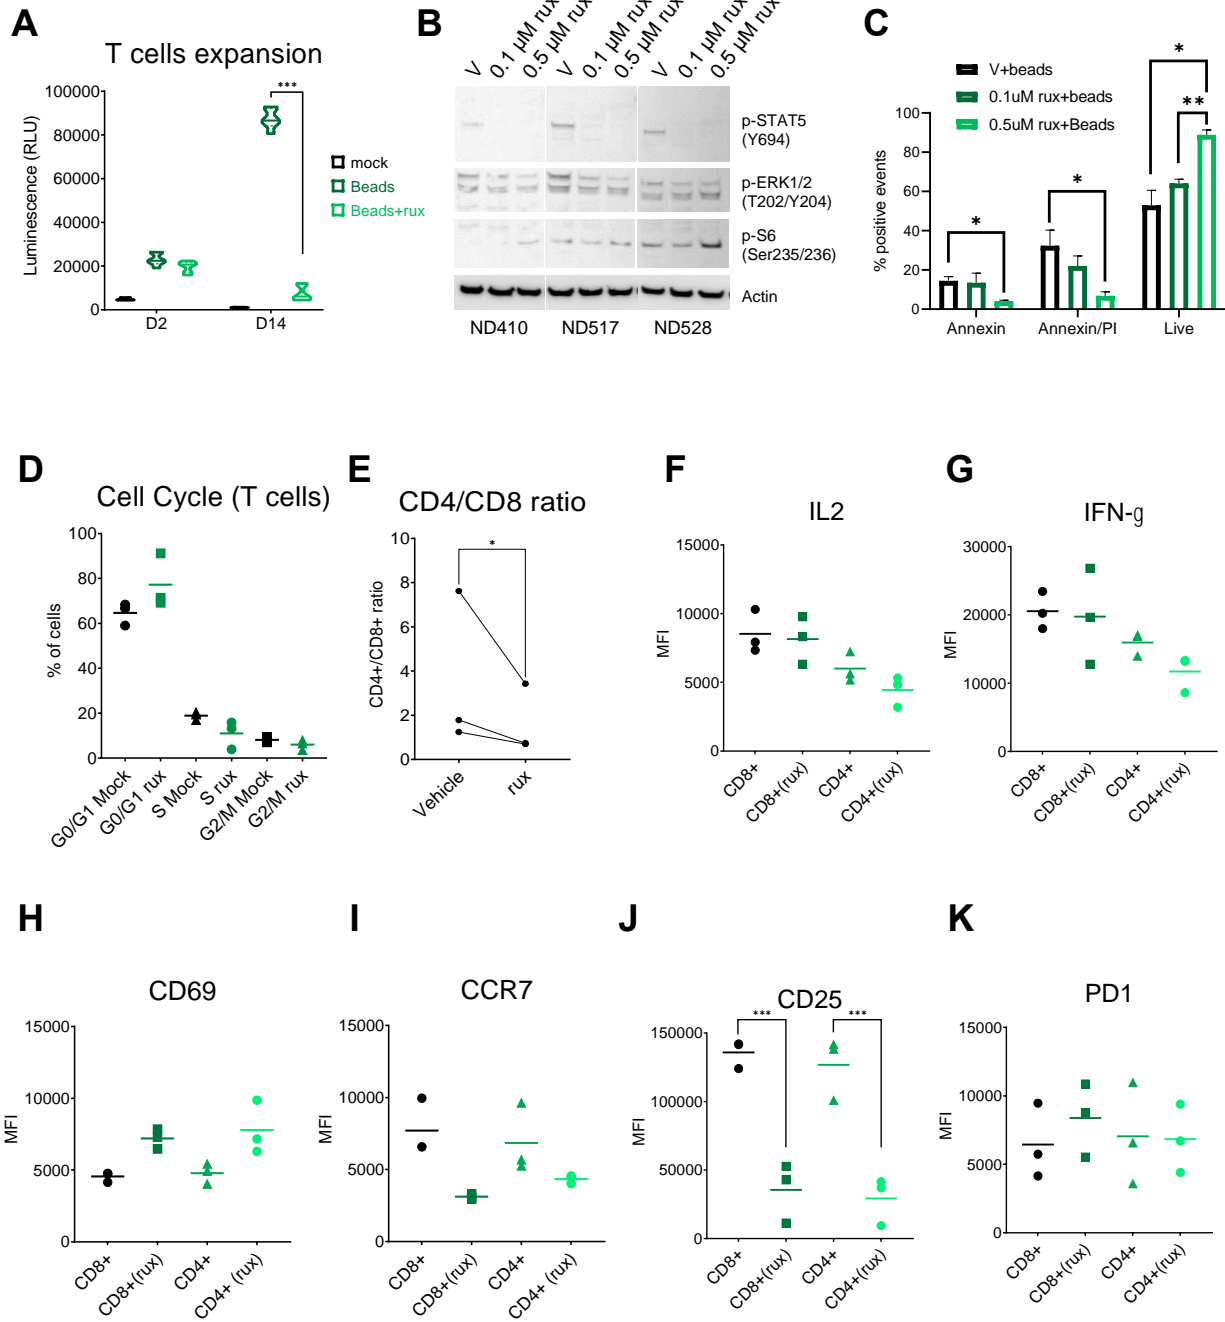 A
T cells expansion
Luminescence (RLU)
100000
80000
60000
40000
20000
0
***
D2
D14
mock
Beads
Beads+rux
B
V
0.1 µM rux
0.5 µM rux
V
0.1 µM rux
0.5 µM rux
V
0.1 µM rux
0.5 µM rux
p-STAT5
(Y694)
p-ERK1/2
(T202/Y204)
p-S6
(Ser235/236)
Actin
ND410
ND517
ND528
C
V+beads
0.1uM rux+beads
0.5uM rux+Beads
% positive events
100
80
60
40
20
0
*
*
*
**
Annexin
Annexin/PI
Live
D
Cell Cycle (T cells)
% of cells
100
80
60
40
20
0
G0/G1 Mock
G0/G1 rux
S Mock
S rux
G2/M Mock
G2/M rux
E
CD4/CD8 ratio
CD4+/CD8+ ratio
10
8
6
4
2
0
*
Vehicle
rux
F
IL2
MFI
15000
10000
5000
0
CD8+
CD8+(rux)
CD4+
CD4+(rux)
G
IFN-g
MFI
30000
20000
10000
0
CD8+
CD8+(rux)
CD4+
CD4+(rux)
H
CD69
MFI
15000
10000
5000
0
CD8+
CD8+(rux)
CD4+
CD4+ (rux)
I
CCR7
MFI
15000
10000
5000
0
CD8+
CD8+(rux)
CD4+
CD4+(rux)
J
CD25
MFI
150000
100000
50000
0
***
***
CD8+
CD8+(rux)
CD4+
CD4+(rux)
K
PD1
MFI
15000
10000
5000
0
CD8+
CD8+(rux)
CD4+
CD4+(rux)